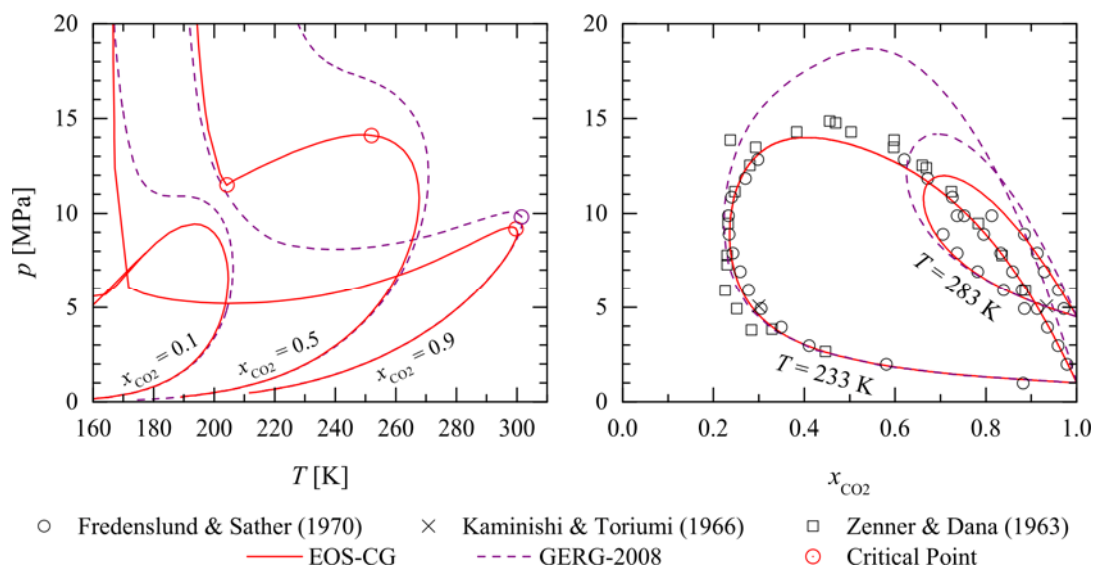 20
15
10
5
0
p [MPa]
x_CO2 = 0.1
x_CO2 = 0.5
x_CO2 = 0.9
160 180 200 220 240 260 280 300
T [K]
20
15
10
5
0
T = 283 K
T = 233 K
0.0 0.2 0.4 0.6 0.8 1.0
x_CO2
Fredenslund & Sather (1970) Kaminishi & Toriumi (1966) Zenner & Dana (1963)
EOS-CG GERG-2008 Critical Point